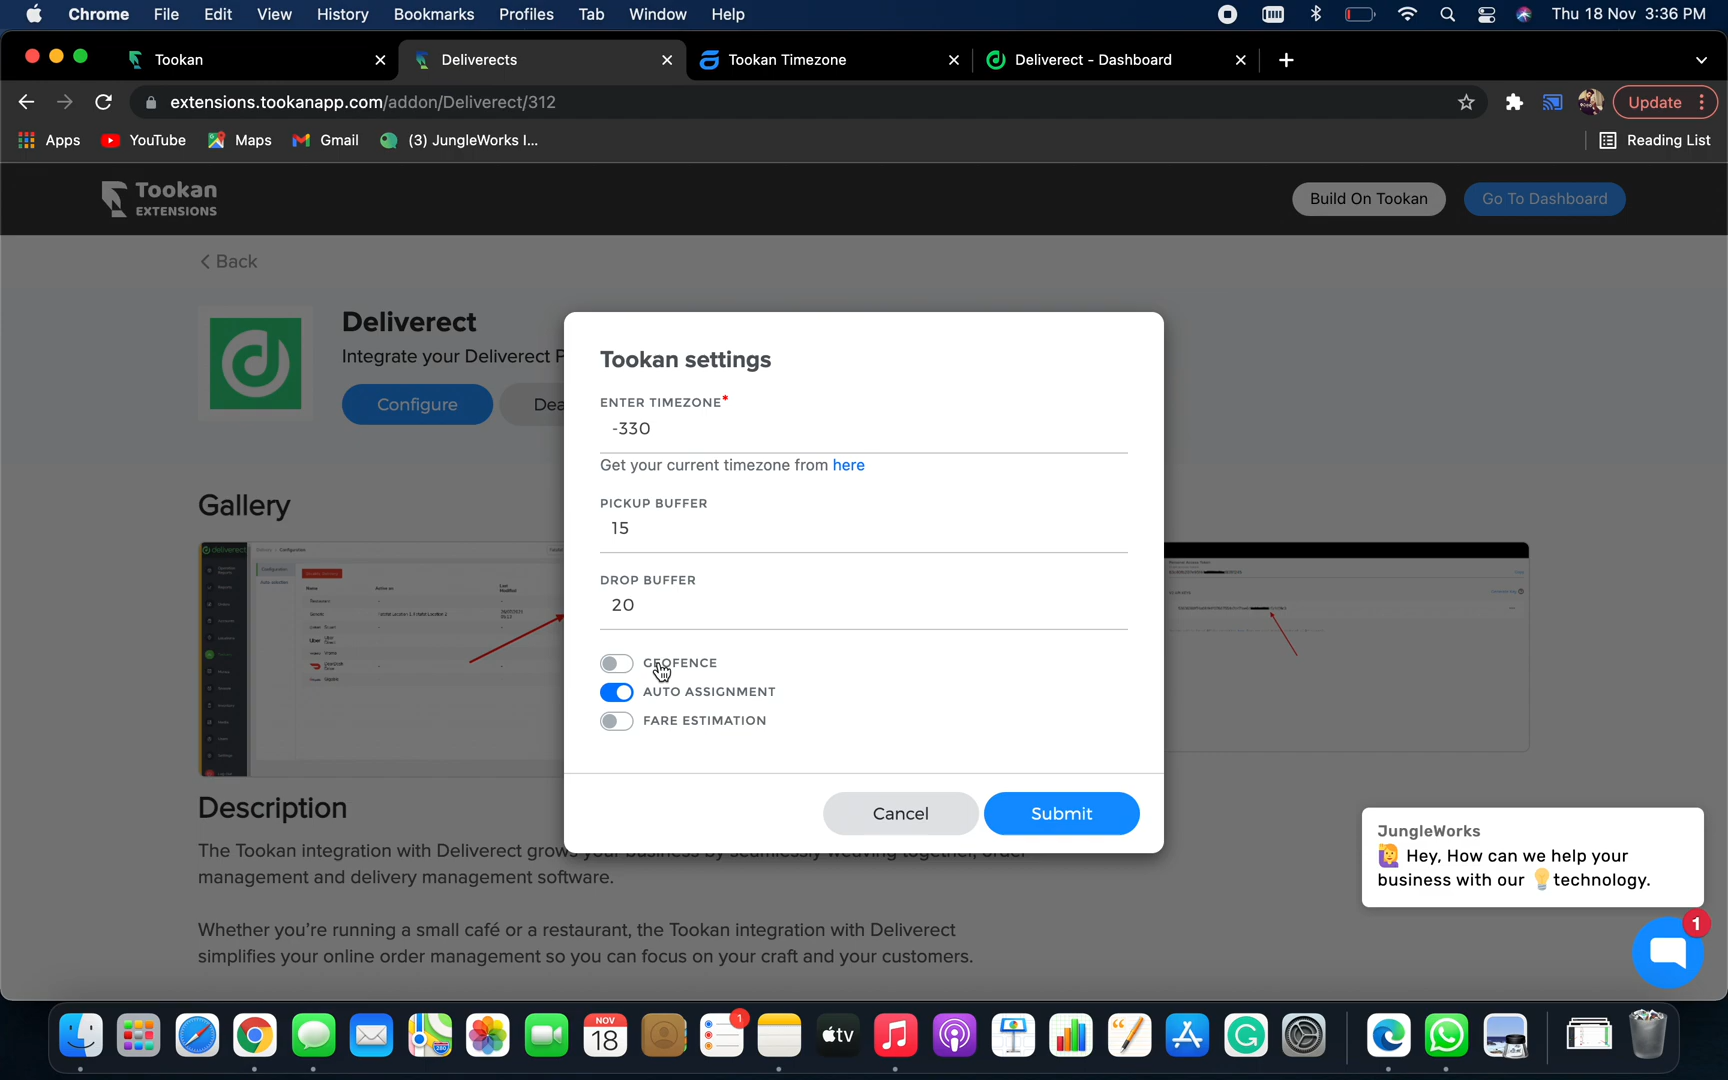 Chrome File Edit View History Bookmarks Profiles Tab Window Help Thu 18 Nov 3:36 PM
Tookan Deliverects Tookan Timezone Deliverect - Dashboard
extensions.tookanapp.com/addon/Deliverect/312 Update
Apps YouTube Maps Gmail (3) JungleWorks I... Reading List
Tookan
EXTENSIONS
Build On Tookan Go To Dashboard
Back
Deliverect
Integrate your Deliverect P
Configure Dea
Gallery
Tookan settings
ENTER TIMEZONE*
-330
Get your current timezone from here
PICKUP BUFFER
15
DROP BUFFER
20
GEOFENCE
AUTO ASSIGNMENT
FARE ESTIMATION
Cancel Submit
Description
The Tookan integration with Deliverect grows your business by seamlessly weaving together, order
management and delivery management software.
Whether you're running a small café or a restaurant, the Tookan integration with Deliverect
simplifies your online order management so you can focus on your craft and your customers.
JungleWorks
Hey, How can we help your
business with our technology.
1
NOV
18
1
tv
280